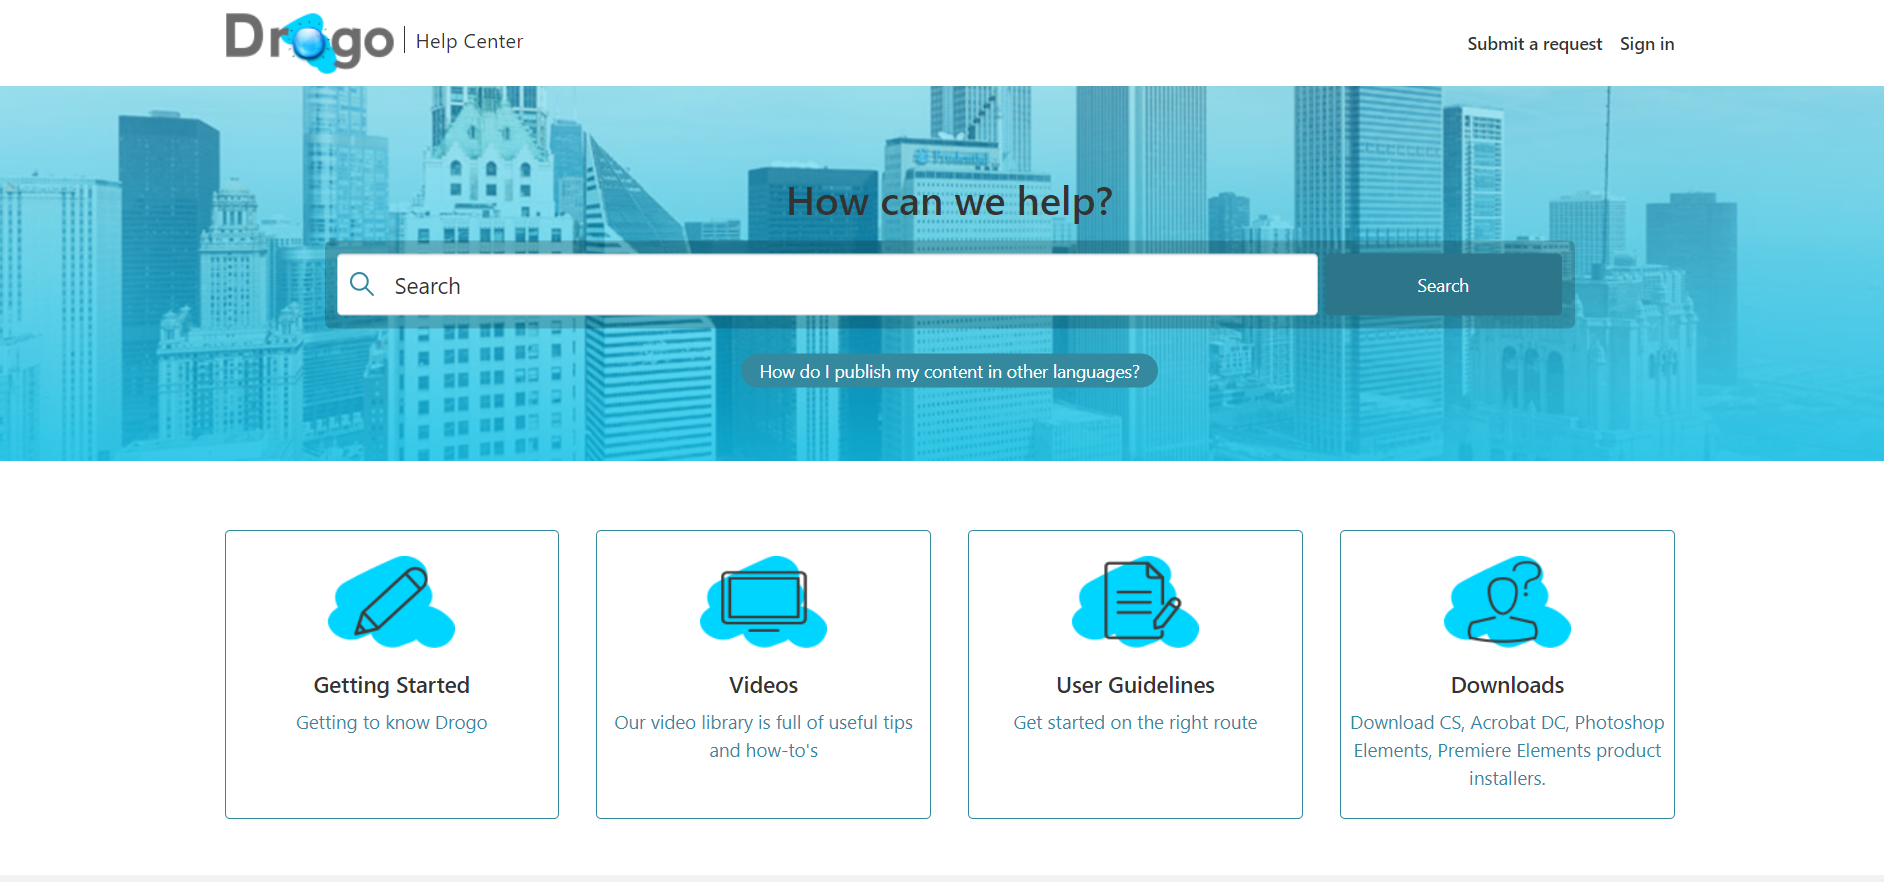 Drogo
Help Center
Submit a request
Sign in
Prudential
How can we help?
Search
Search
How do I publish my content in other languages?
Getting Started
Getting to know Drogo
Videos
Our video library is full of useful tips
and how-to's
User Guidelines
Get started on the right route
Downloads
Download CS, Acrobat DC, Photoshop
Elements, Premiere Elements product
installers.